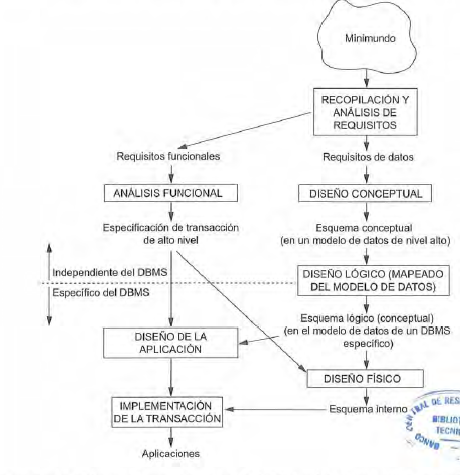 Minimundo
RECOPILACIÓN Y
ANÁLISIS DE
REQUISITOS
Requisitos funcionales
Requisitos de datos
ANÁLISIS FUNCIONAL
DISEÑO CONCEPTUAL
Especificación de transacción
de alto nivel
Esquema conceptual
(en un modelo de datos de nivel alto)
Independiente del DBMS
Específico del DBMS
DISEÑO LÓGICO (MAPEADO
DEL MODELO DE DATOS)
Esquema lógico (conceptual)
(en el modelo de datos de un DBMS
específico)
DISEÑO DE LA
APLICACIÓN
DISEÑO FÍSICO
IMPLEMENTACIÓN
DE LA TRANSACCIÓN
Esquema interno
Aplicaciones
BANCO
DE RES